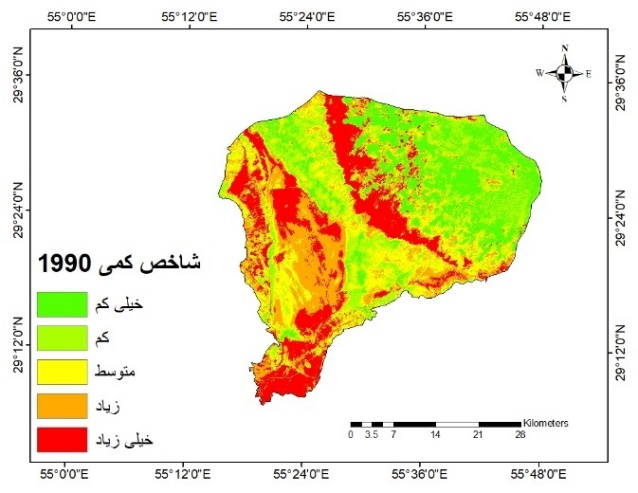 55°0'0"E 55°12'0"E 55°24'0"E 55°36'0"E 55°48'0"E
29°36'0"N 29°36'0"N
N
W E
S
29°24'0"N 29°24'0"N
شاخص کمی 1990
خیلی کم
کم
متوسط
زیاد
خیلی زیاد
29°12'0"N 29°12'0"N
Kilometers
0 3.5 7 14 21 28
55°0'0"E 55°12'0"E 55°24'0"E 55°36'0"E 55°48'0"E